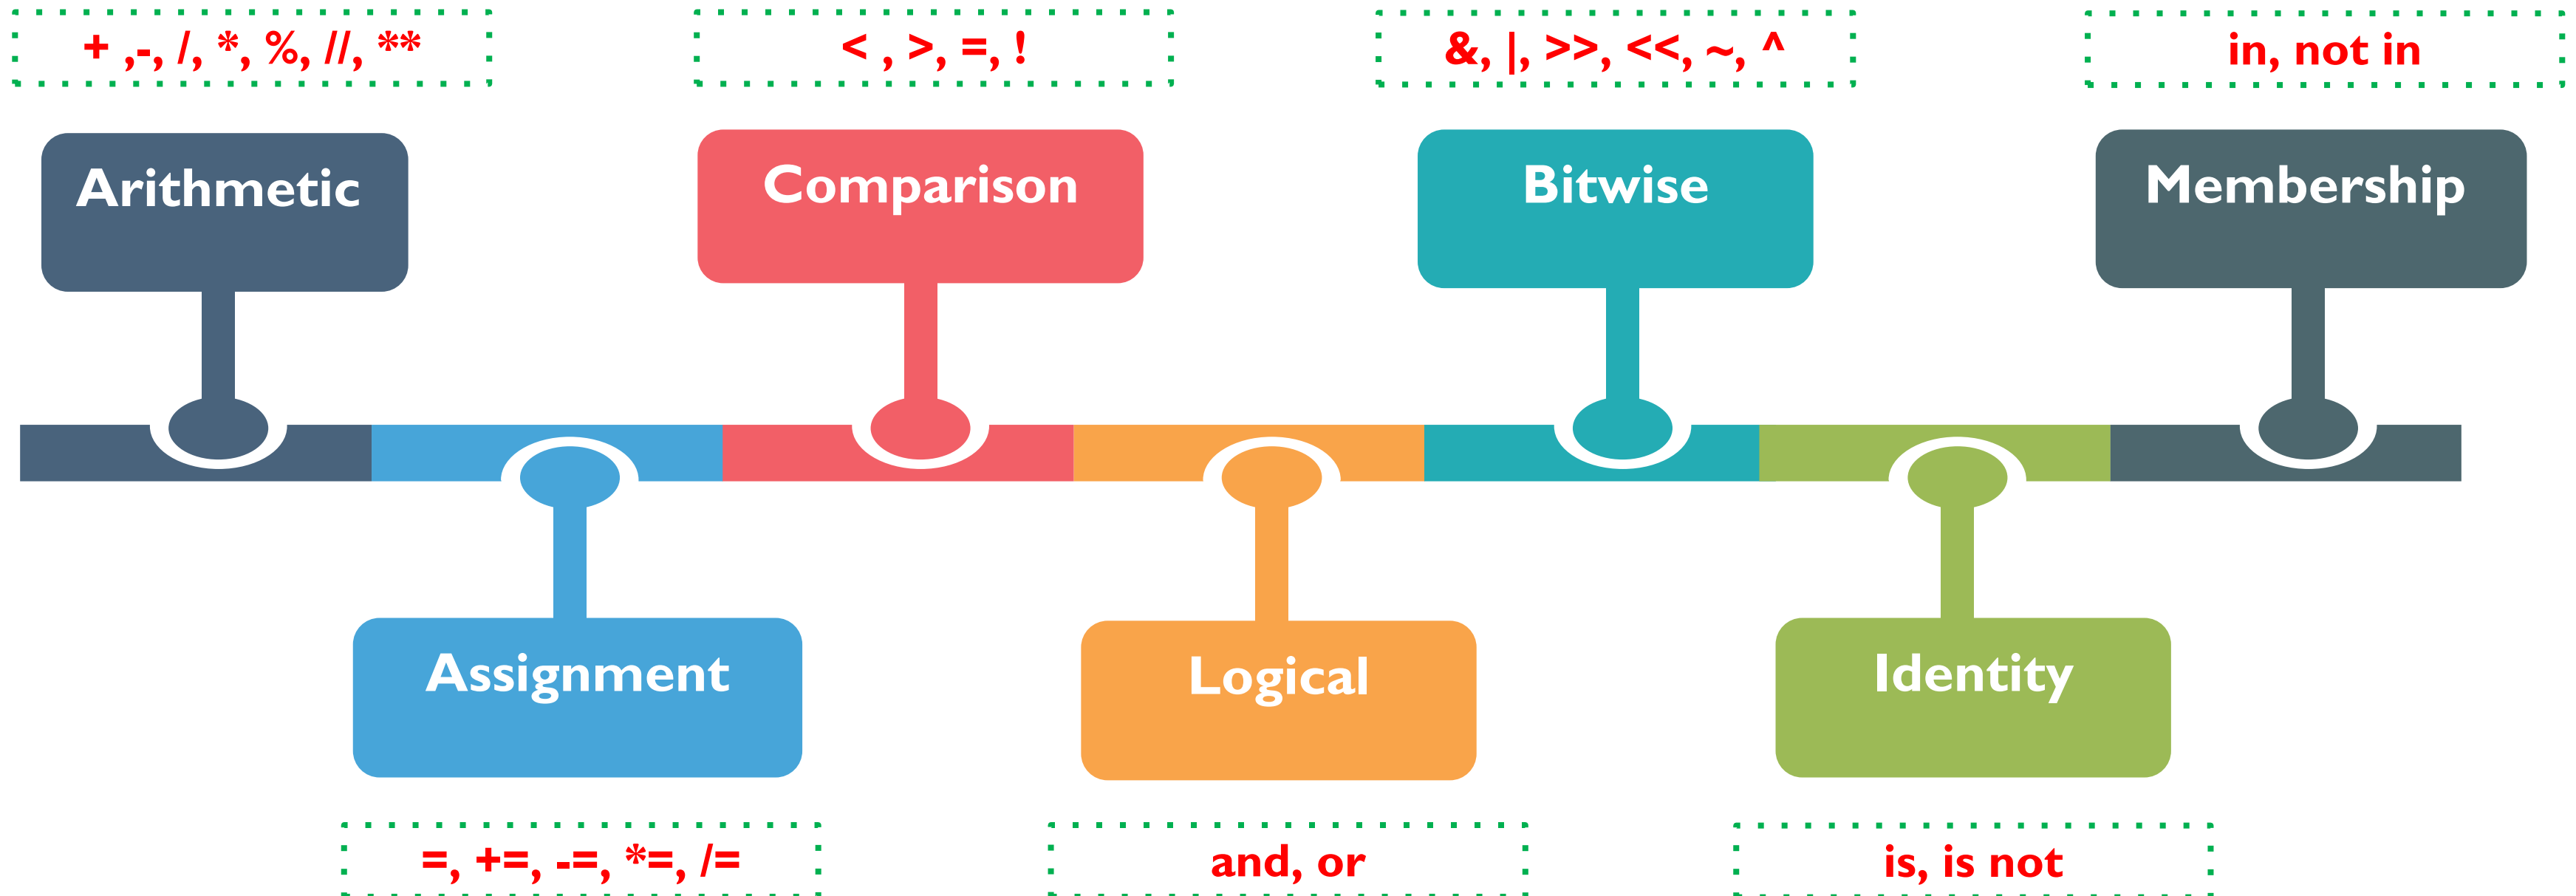 + ,-, /, *, %, //, **
< , >, =, !
&, |, >>, <<, ~, ^
in, not in
Arithmetic
Comparison
Bitwise
Membership
Assignment
Logical
Identity
=, +=, -=, *=, /=
and, or
is, is not